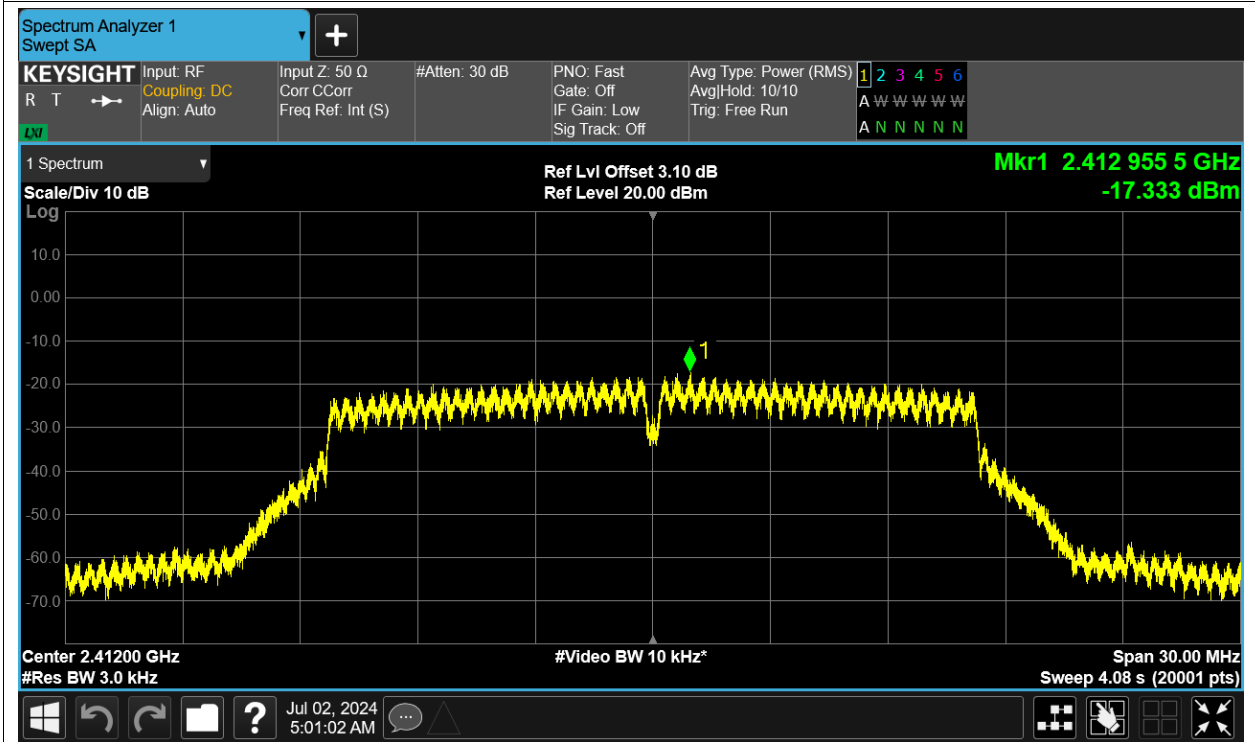 Spectrum Analyzer 1
Swept SA
+
KEYSIGHT
R T
LXI
Input: RF
Coupling: DC
Align: Auto
Input Z: 50 Ω
Corr CCorr
Freq Ref: Int (S)
#Atten: 30 dB
PNO: Fast
Gate: Off
IF Gain: Low
Sig Track: Off
Avg Type: Power (RMS)
Avg|Hold: 10/10
Trig: Free Run
1 2 3 4 5 6
A W W W W W
A N N N N N
1 Spectrum
Scale/Div 10 dB
Log
Ref Lvl Offset 3.10 dB
Ref Level 20.00 dBm
Mkr1 2.412 955 5 GHz
-17.333 dBm
10.0
0.00
-10.0
-20.0
-30.0
-40.0
-50.0
-60.0
-70.0
1
Center 2.41200 GHz
#Res BW 3.0 kHz
#Video BW 10 kHz*
Span 30.00 MHz
Sweep 4.08 s (20001 pts)
?
Jul 02, 2024
5:01:02 AM